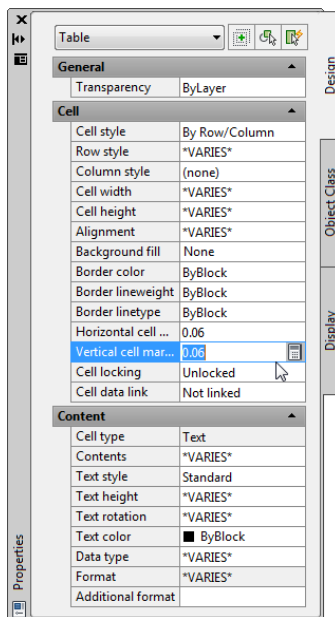 Table
General
Transparency ByLayer
Cell
Cell style By Row/Column
Row style *VARIES*
Column style (none)
Cell width *VARIES*
Cell height *VARIES*
Alignment *VARIES*
Background fill None
Border color ByBlock
Border lineweight ByBlock
Border linetype ByBlock
Horizontal cell ... 0.06
Vertical cell mar... 0.06
Cell locking Unlocked
Cell data link Not linked
Content
Cell type Text
Contents *VARIES*
Text style Standard
Text height *VARIES*
Text rotation *VARIES*
Text color ByBlock
Data type *VARIES*
Format *VARIES*
Additional format
Design
Object Class
Display
Properties